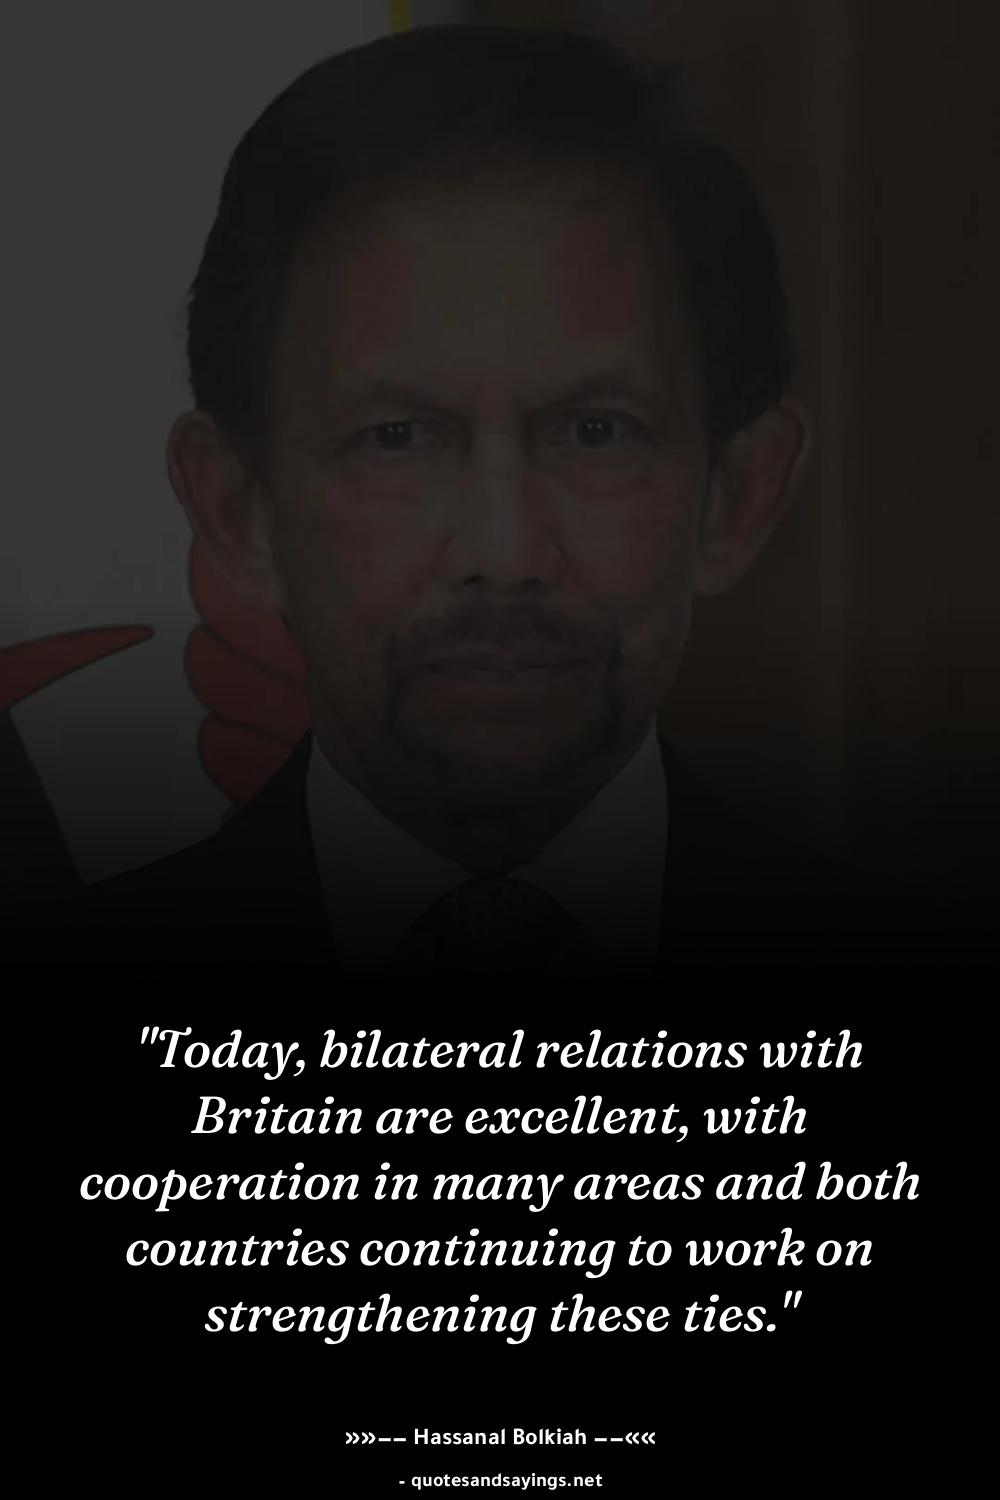 "Today, bilateral relations with
Britain are excellent, with
cooperation in many areas and both
countries continuing to work on
strengthening these ties."
»»–– Hassanal Bolkiah ––««
- quotesandsayings.net